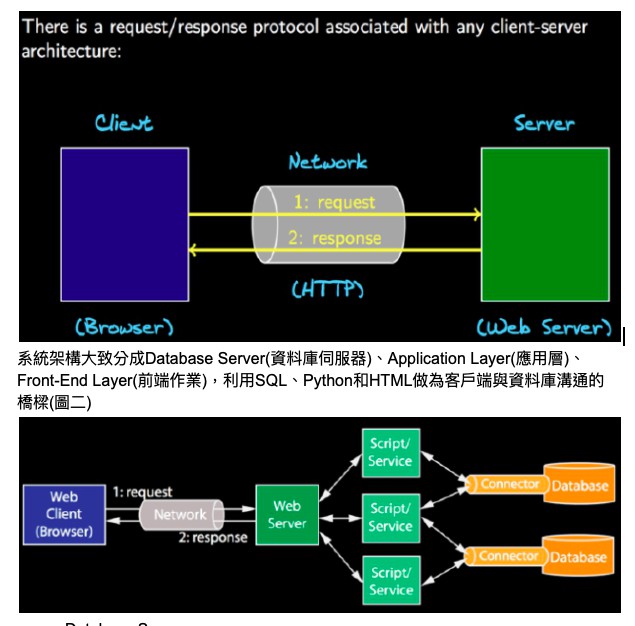 There is a request/response protocol associated with any client-server
architecture:
Client
Server
Network
1: request
2: response
(HTTP)
(Browser)
(Web Server)
系統架構大致分成Database Server(資料庫伺服器)、Application Layer(應用層)、
Front-End Layer(前端作業)，利用SQL、Python和HTML做為客戶端與資料庫溝通的
橋樑(圖二)
Script/
Service
Web
Client
(Browser)
1: request
Network
2: response
Web
Server
Script/
Service
Script/
Service
Connector
Database
Connector
Database